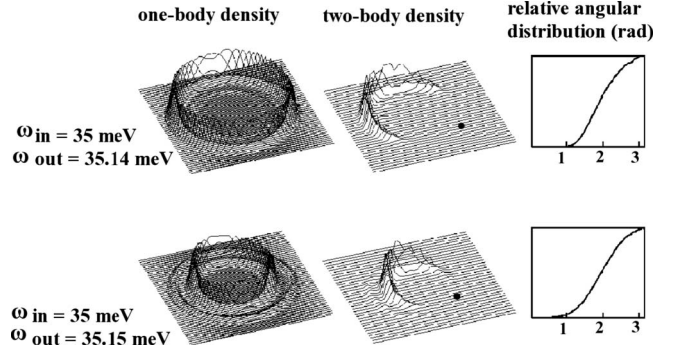 one-body density
two-body density
relative angular
distribution (rad)
ω in = 35 meV
ω out = 35.14 meV
1 2 3
ω in = 35 meV
ω out = 35.15 meV
1 2 3